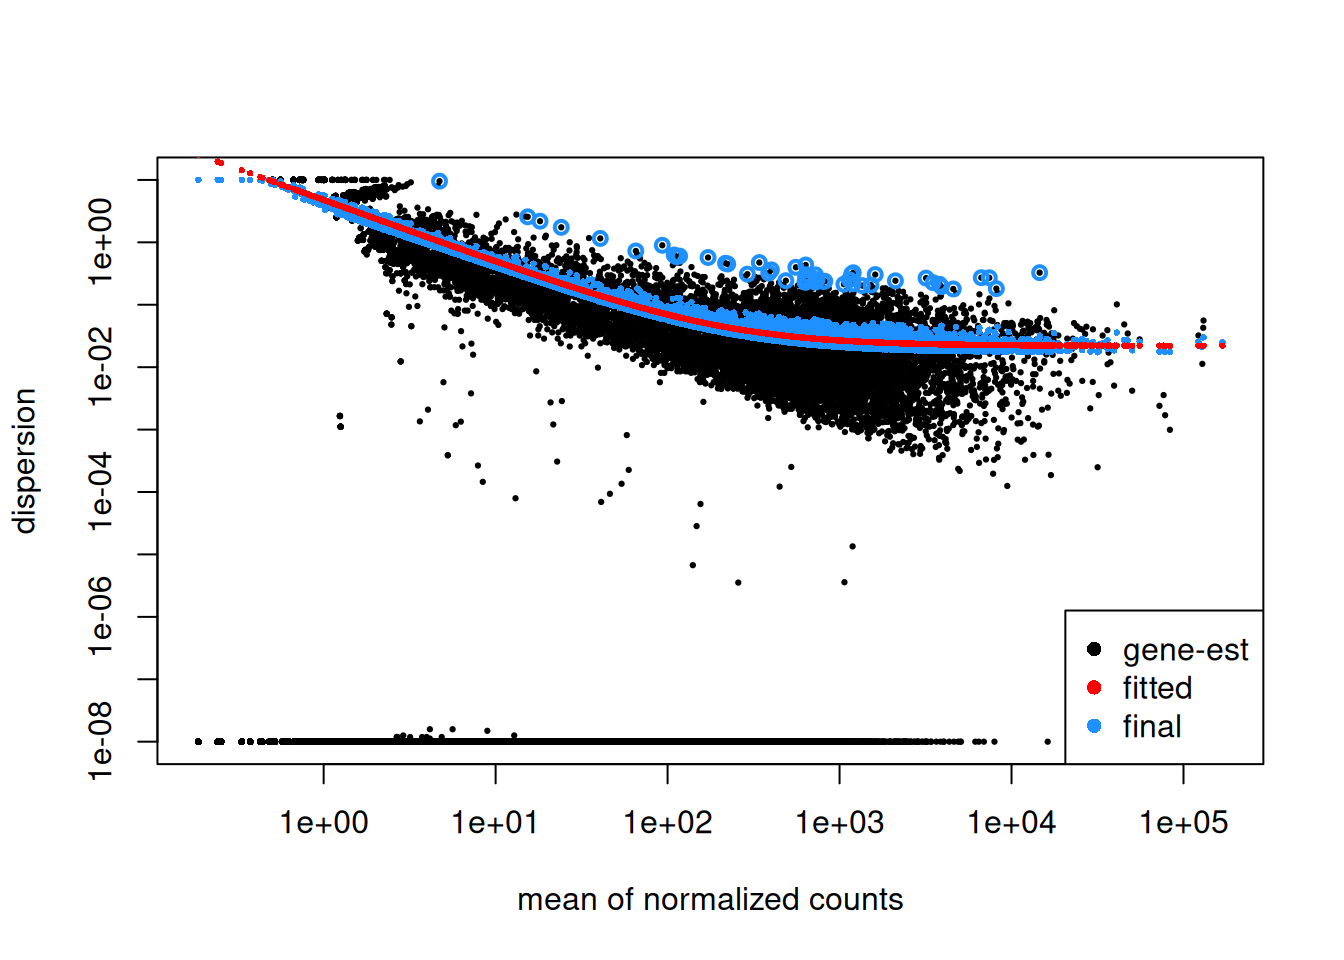 dispersion
1e+00
1e-02
1e-04
1e-06
1e-08
gene-est
fitted
final
1e+00 1e+01 1e+02 1e+03 1e+04 1e+05
mean of normalized counts